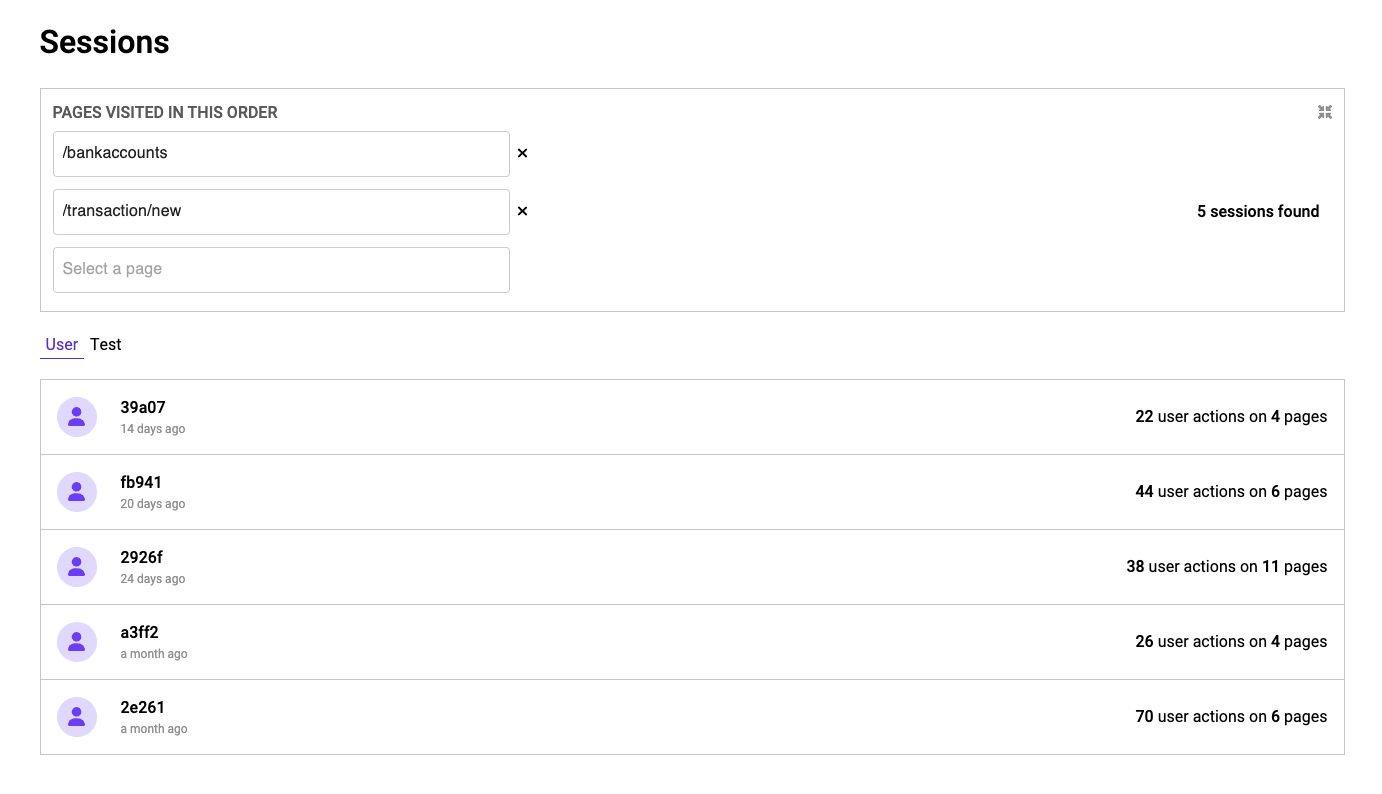 Sessions
PAGES VISITED IN THIS ORDER
/bankaccounts ×
/transaction/new × 5 sessions found
Select a page
User Test
39a07
14 days ago
22 user actions on 4 pages
fb941
20 days ago
44 user actions on 6 pages
2926f
24 days ago
38 user actions on 11 pages
a3ff2
a month ago
26 user actions on 4 pages
2e261
a month ago
70 user actions on 6 pages